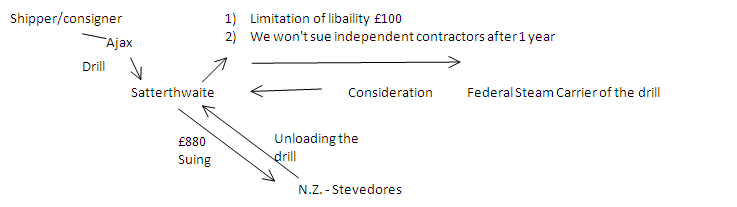 Shipper/consigner
1) Limitation of libaility £100
2) We won't sue independent contractors after 1 year
Ajax
Drill
Satterthwaite
Consideration
Federal Steam Carrier of the drill
£880
Suing
Unloading the
drill
N.Z. - Stevedores